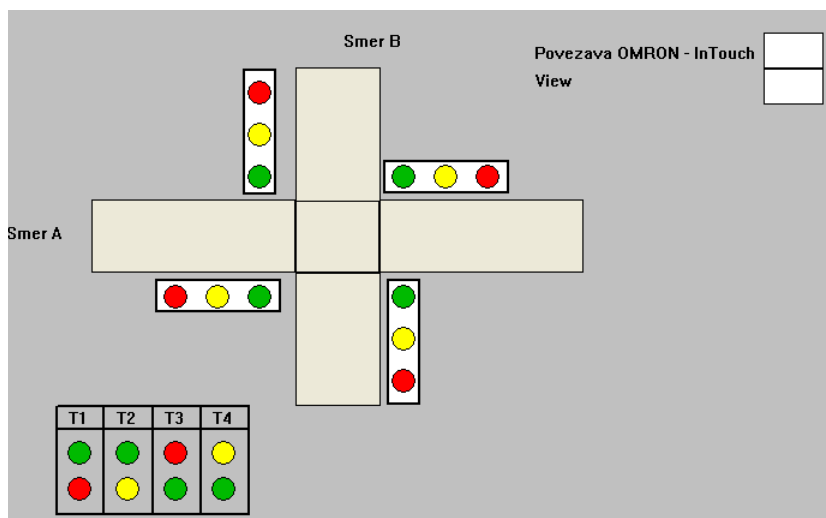 Smer B
Povezava OMRON - InTouch
View
Smer A
T1 T2 T3 T4